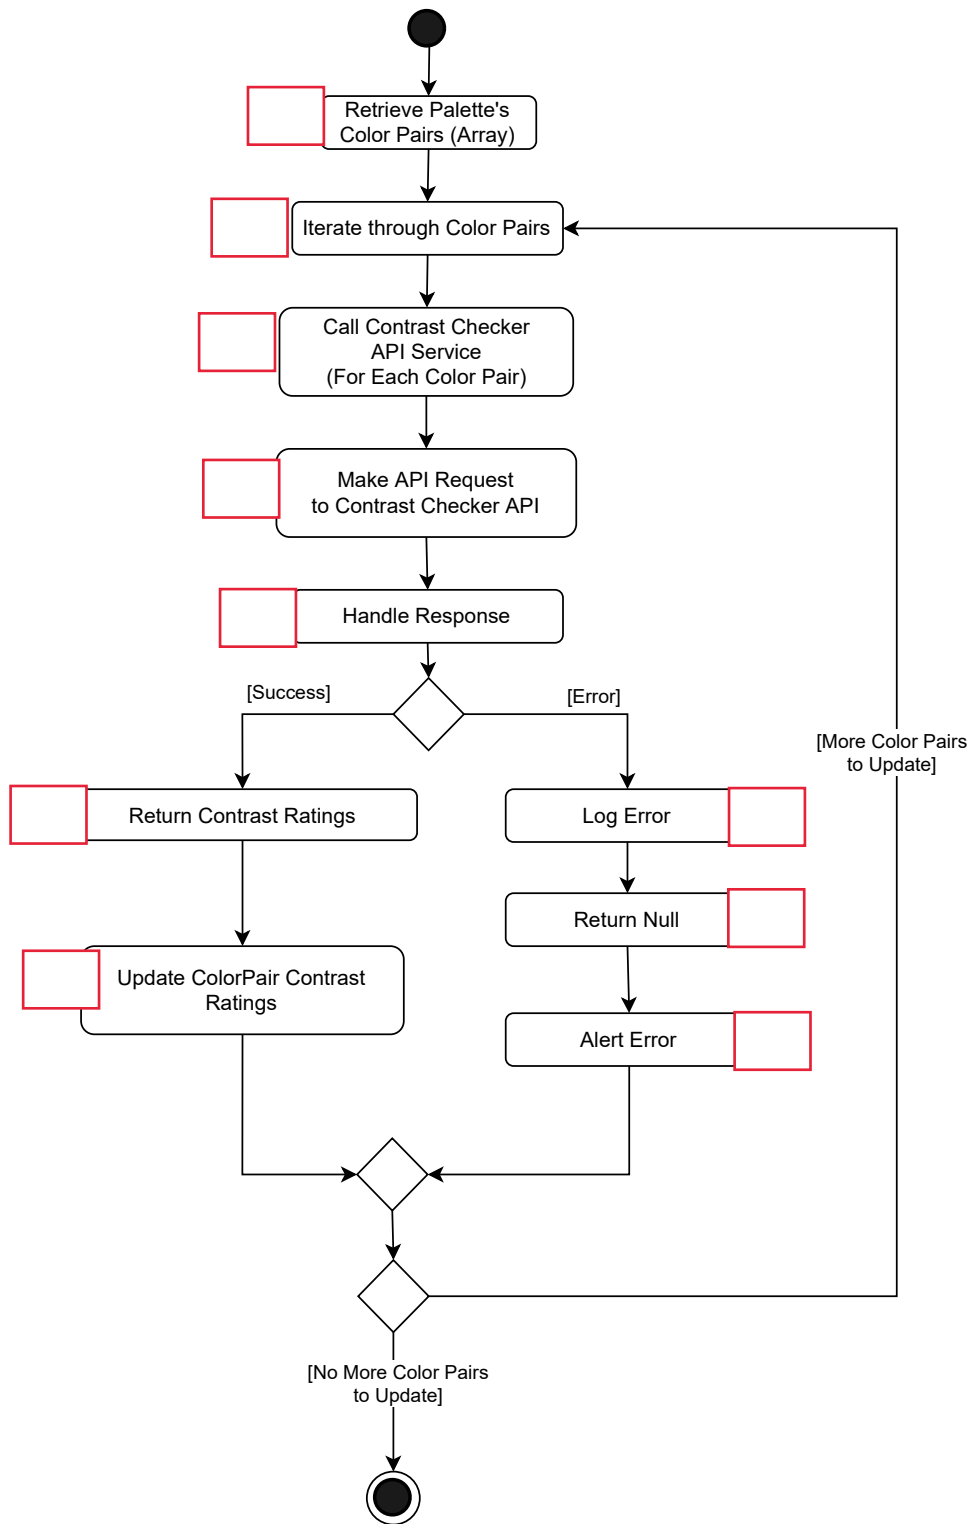 Retrieve Palette's
Color Pairs (Array)
Iterate through Color Pairs
Call Contrast Checker
API Service
(For Each Color Pair)
Make API Request
to Contrast Checker API
Handle Response
[Success]
[Error]
[More Color Pairs
to Update]
Return Contrast Ratings
Log Error
Return Null
Update ColorPair Contrast
Ratings
Alert Error
[No More Color Pairs
to Update]